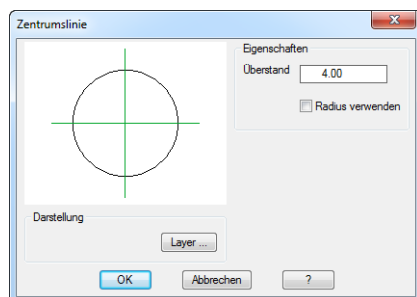 Zentrumslinie
Eigenschaften
Überstand 4.00
Radius verwenden
Darstellung
Layer ...
OK Abbrechen ?